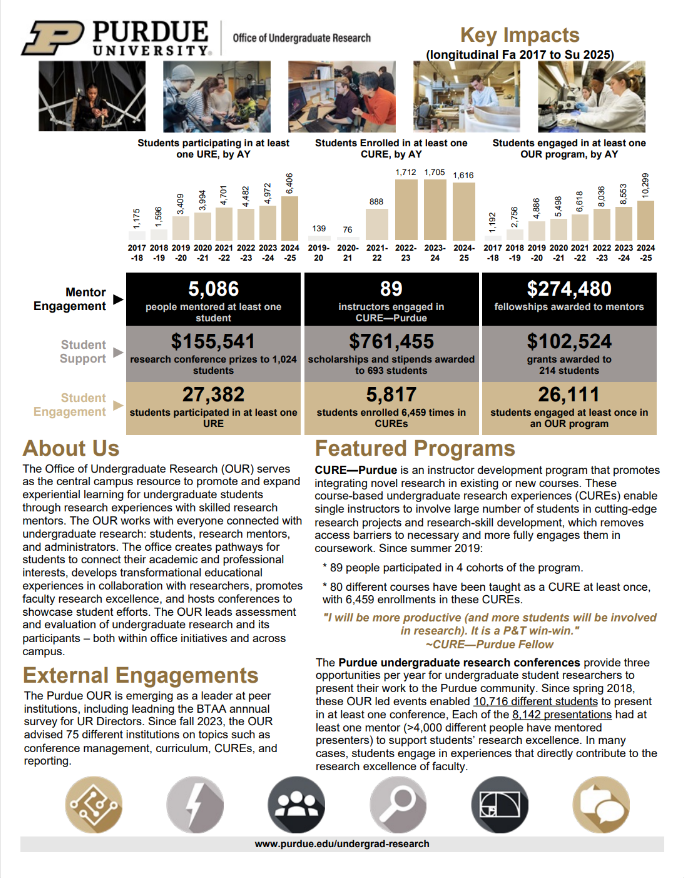 PURDUE
UNIVERSITY®
Office of Undergraduate Research
Key Impacts
(longitudinal Fa 2017 to Su 2025)
Students participating in at least
one URE, by AY
1,175
1,596
3,409
3,994
4,701
4,482
4,972
6,406
2017 2018 2019 2020 2021 2022 2023 2024
-18 -19 -20 -21 -22 -23 -24 -25
Students Enrolled in at least one
CURE, by AY
139
76
888
1,712
1,705
1,616
2019- 2020- 2021- 2022- 2023- 2024-
20 21 22 23 24 25
Students engaged in at least one
OUR program, by AY
1,192
2,756
4,886
5,498
6,618
8,036
8,553
10,299
2017 2018 2019 2020 2021 2022 2023 2024
-18 -19 -20 -21 -22 -23 -24 -25
Mentor
Engagement
5,086
people mentored at least one
student
89
instructors engaged in
CURE—Purdue
$274,480
fellowships awarded to mentors
Student
Support
$155,541
research conference prizes to 1,024
students
$761,455
scholarships and stipends awarded
to 693 students
$102,524
grants awarded to
214 students
Student
Engagement
27,382
students participated in at least one
URE
5,817
students enrolled 6,459 times in
CUREs
26,111
students engaged at least once in
an OUR program
About Us
The Office of Undergraduate Research (OUR) serves
as the central campus resource to promote and expand
experiential learning for undergraduate students
through research experiences with skilled research
mentors. The OUR works with everyone connected with
undergraduate research: students, research mentors,
and administrators. The office creates pathways for
students to connect their academic and professional
interests, develops transformational educational
experiences in collaboration with researchers, promotes
faculty research excellence, and hosts conferences to
showcase student efforts. The OUR leads assessment
and evaluation of undergraduate research and its
participants – both within office initiatives and across
campus.
External Engagements
The Purdue OUR is emerging as a leader at peer
institutions, including leadning the BTAA annnual
survey for UR Directors. Since fall 2023, the OUR
advised 75 different institutions on topics such as
conference management, curriculum, CUREs, and
reporting.
Featured Programs
CURE—Purdue is an instructor development program that promotes
integrating novel research in existing or new courses. These
course-based undergraduate research experiences (CUREs) enable
single instructors to involve large number of students in cutting-edge
research projects and research-skill development, which removes
access barriers to necessary and more fully engages them in
coursework. Since summer 2019:
* 89 people participated in 4 cohorts of the program.
* 80 different courses have been taught as a CURE at least once,
with 6,459 enrollments in these CUREs.
"I will be more productive (and more students will be involved
in research). It is a P&T win-win."
~CURE—Purdue Fellow
The Purdue undergraduate research conferences provide three
opportunities per year for undergraduate student researchers to
present their work to the Purdue community. Since spring 2018,
these OUR led events enabled 10,716 different students to present
in at least one conference, Each of the 8,142 presentations had at
least one mentor (>4,000 different people have mentored
presenters) to support students' research excellence. In many
cases, students engage in experiences that directly contribute to the
research excellence of faculty.
www.purdue.edu/undergrad-research